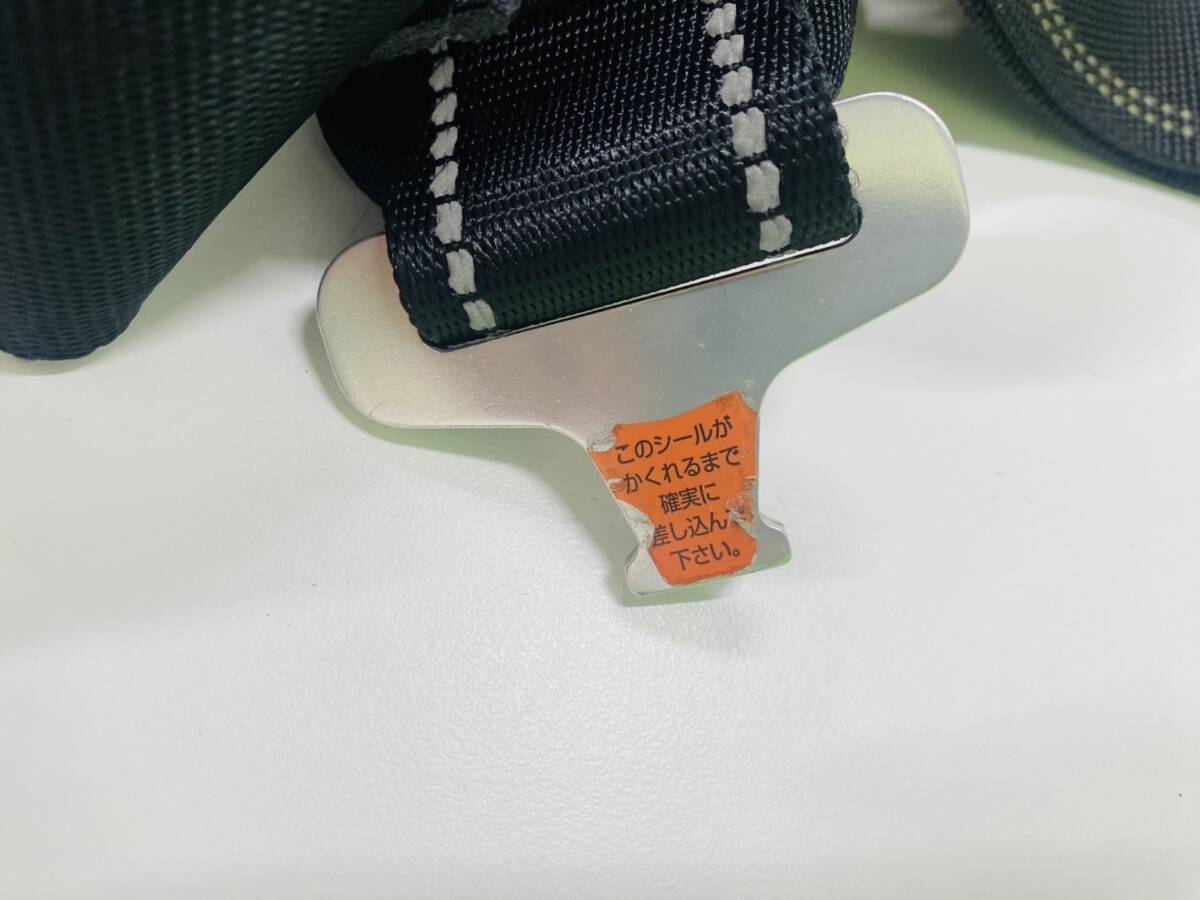 このシールが
かくれるまで
確実に
差し込んで
下さい。